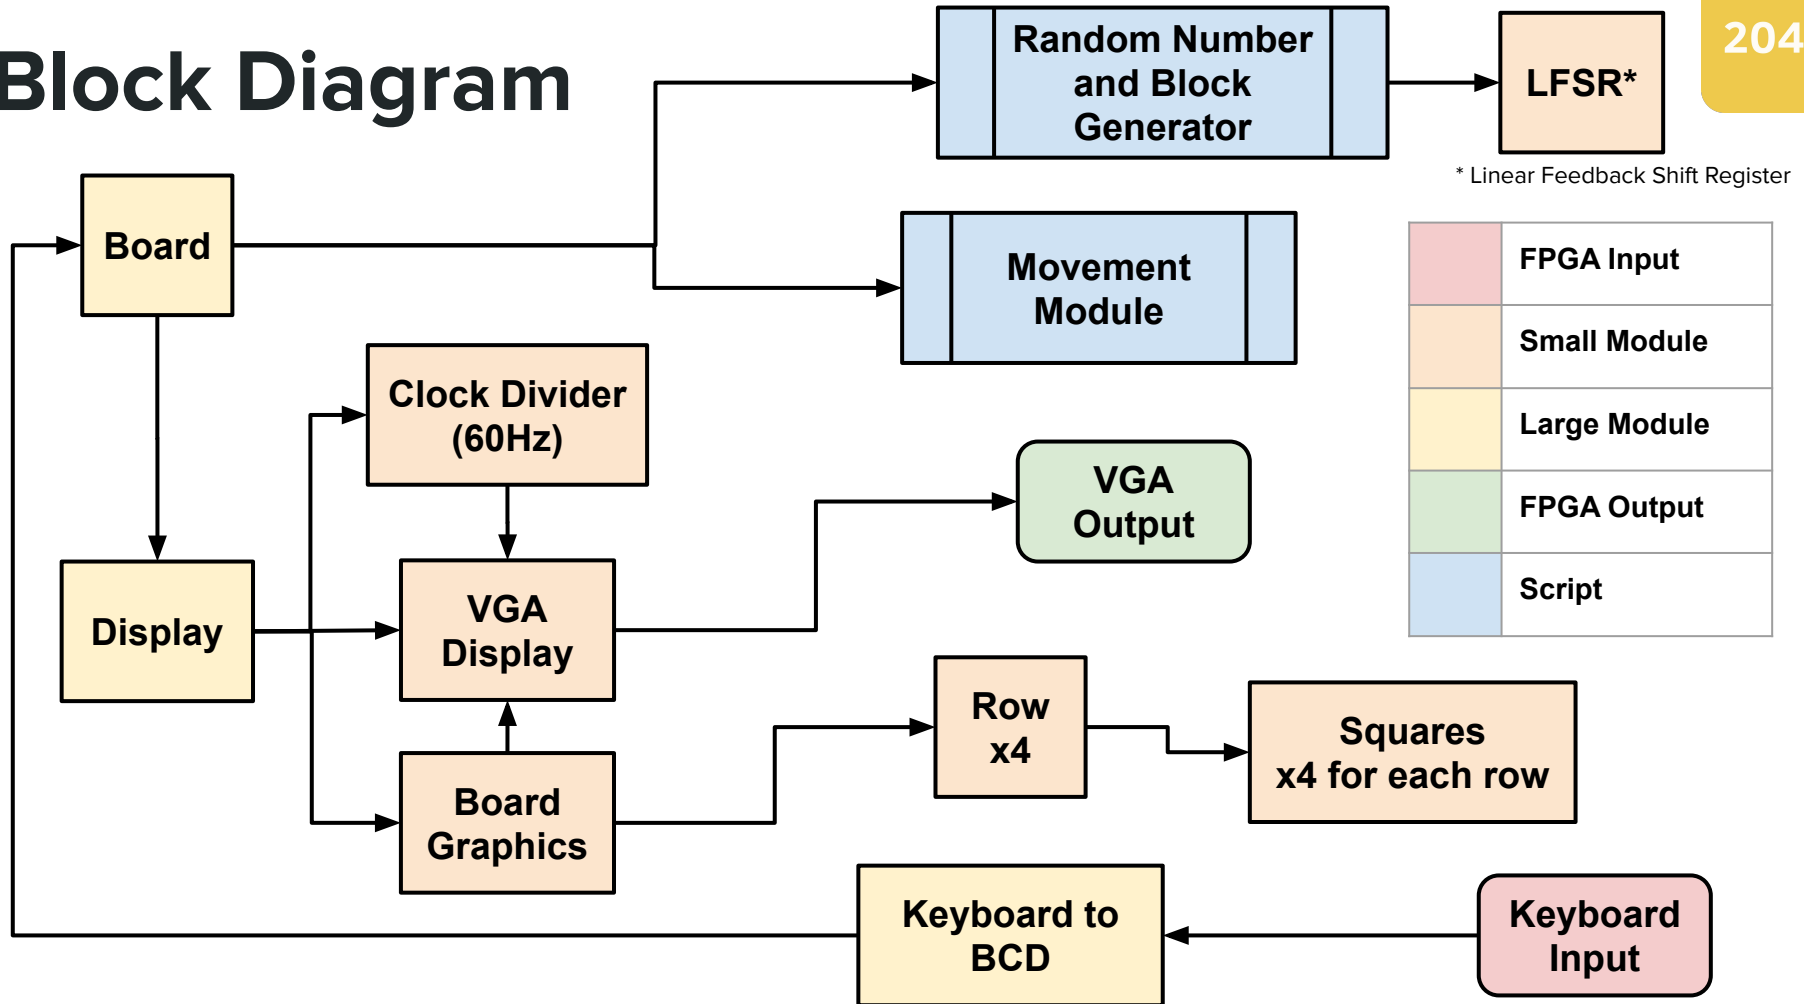 Block Diagram
Random Number
and Block
Generator
LFSR*
204
* Linear Feedback Shift Register
Board
Movement
Module
FPGA Input
Small Module
Large Module
FPGA Output
Script
Clock Divider
(60Hz)
VGA
Output
Display
VGA
Display
Row
x4
Squares
x4 for each row
Board
Graphics
Keyboard to
BCD
Keyboard
Input